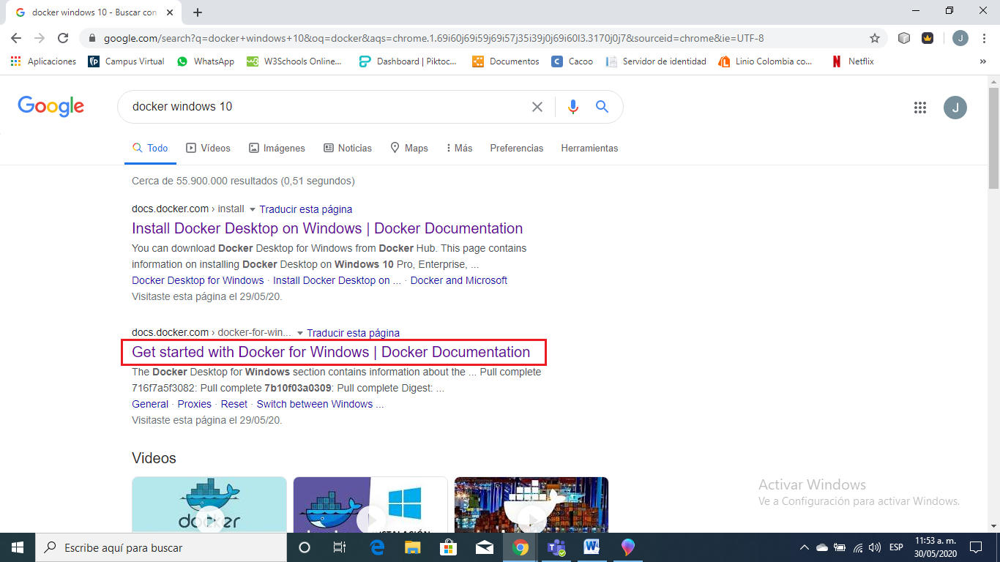 docker windows 10 - Buscar con
google.com/search?q=docker+windows+10&oq=docker&aqs=chrome.1.69i60j69i59j69i57j35i39j0j69i60l3.3170j0j7&sourceid=chrome&ie=UTF-8
J
Aplicaciones
Campus Virtual
WhatsApp
W3Schools Online...
Dashboard | Piktoc...
Documentos
Cacoo
Servidor de identidad
Linio Colombia co...
Netflix
»
Google
docker windows 10
J
Todo
Vídeos
Imágenes
Noticias
Maps
Más
Preferencias
Herramientas
Cerca de 55.900.000 resultados (0,51 segundos)
docs.docker.com › install Traducir esta página
Install Docker Desktop on Windows | Docker Documentation
You can download Docker Desktop for Windows from Docker Hub. This page contains
information on installing Docker Desktop on Windows 10 Pro, Enterprise, ...
Docker Desktop for Windows · Install Docker Desktop on ... · Docker and Microsoft
Visitaste esta página el 29/05/20.
docs.docker.com › docker-for-win... Traducir esta página
Get started with Docker for Windows | Docker Documentation
The Docker Desktop for Windows section contains information about the ... Pull complete
716f7a5f3082: Pull complete 7b10f03a0309: Pull complete Digest: ...
General · Proxies · Reset · Switch between Windows ...
Visitaste esta página el 29/05/20.
Videos
docker
INSTALACIÓN
Activar Windows
Ve a Configuración para activar Windows.
Escribe aquí para buscar
ESP
11:53 a. m.
30/05/2020